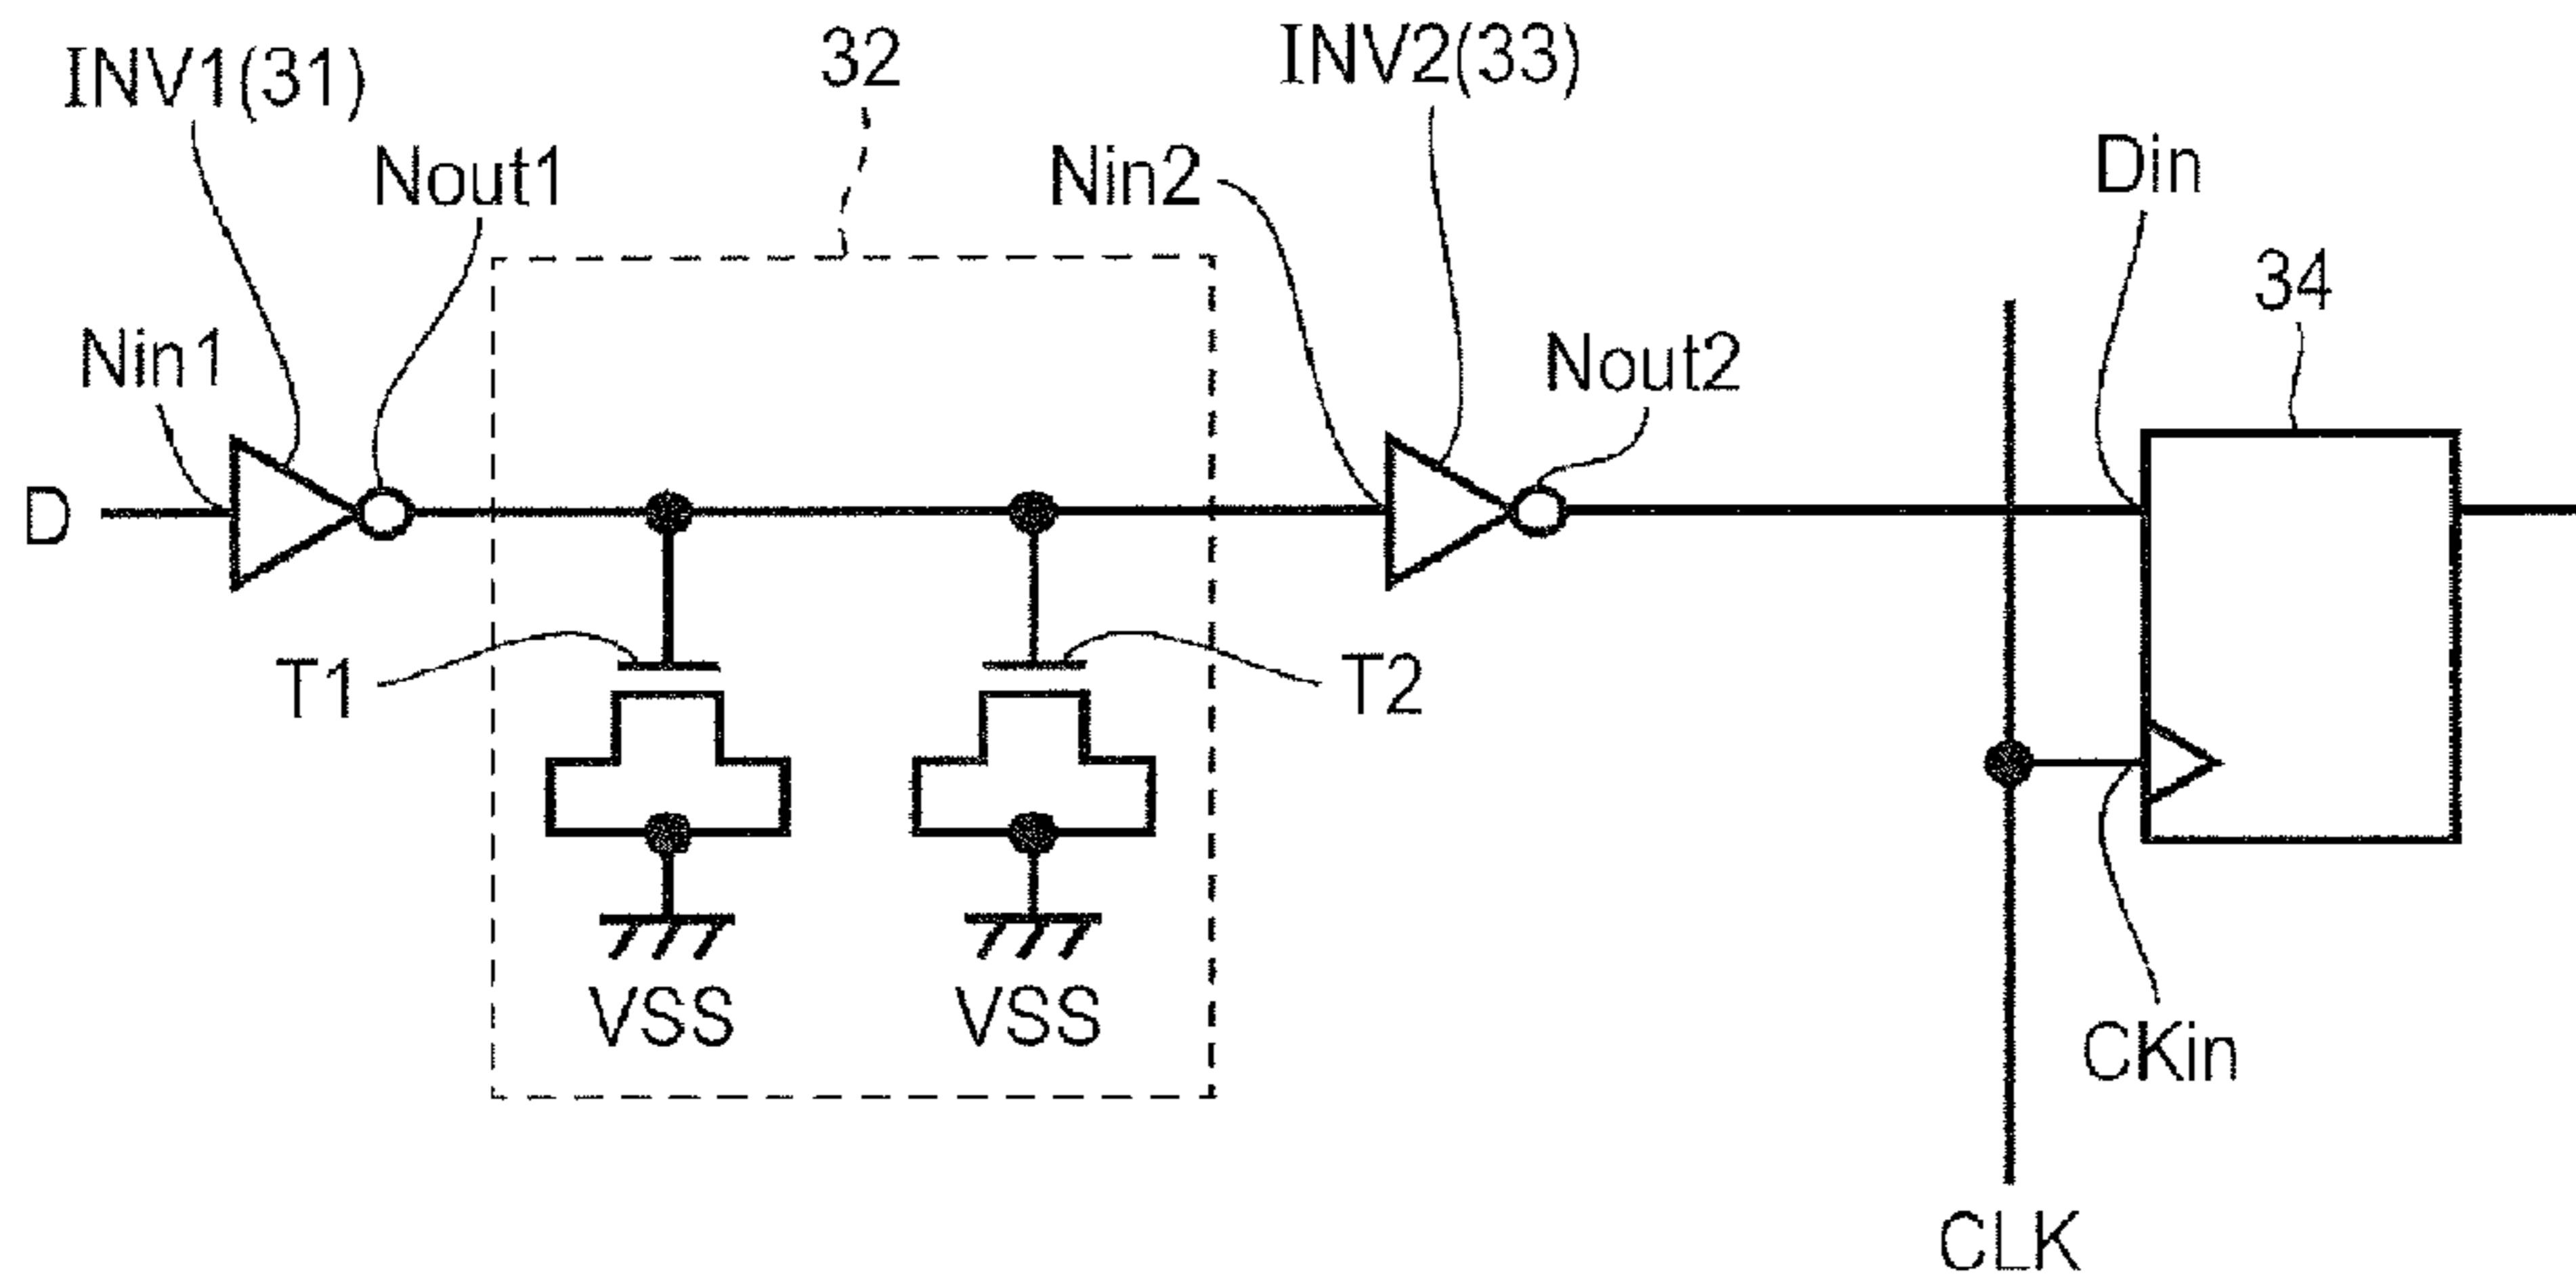 INV1(31)
32
INV2(33)
Nout1
Nin2
Din
34
Nin1
Nout2
D
T1
T2
VSS
VSS
CKin
CLK